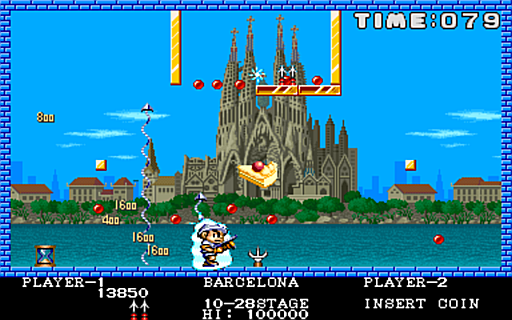 TIME:079
800
1600
400
1600
1600
PLAYER-1 BARCELONA PLAYER-2
13850
10-28STAGE INSERT COIN
HI: 100000